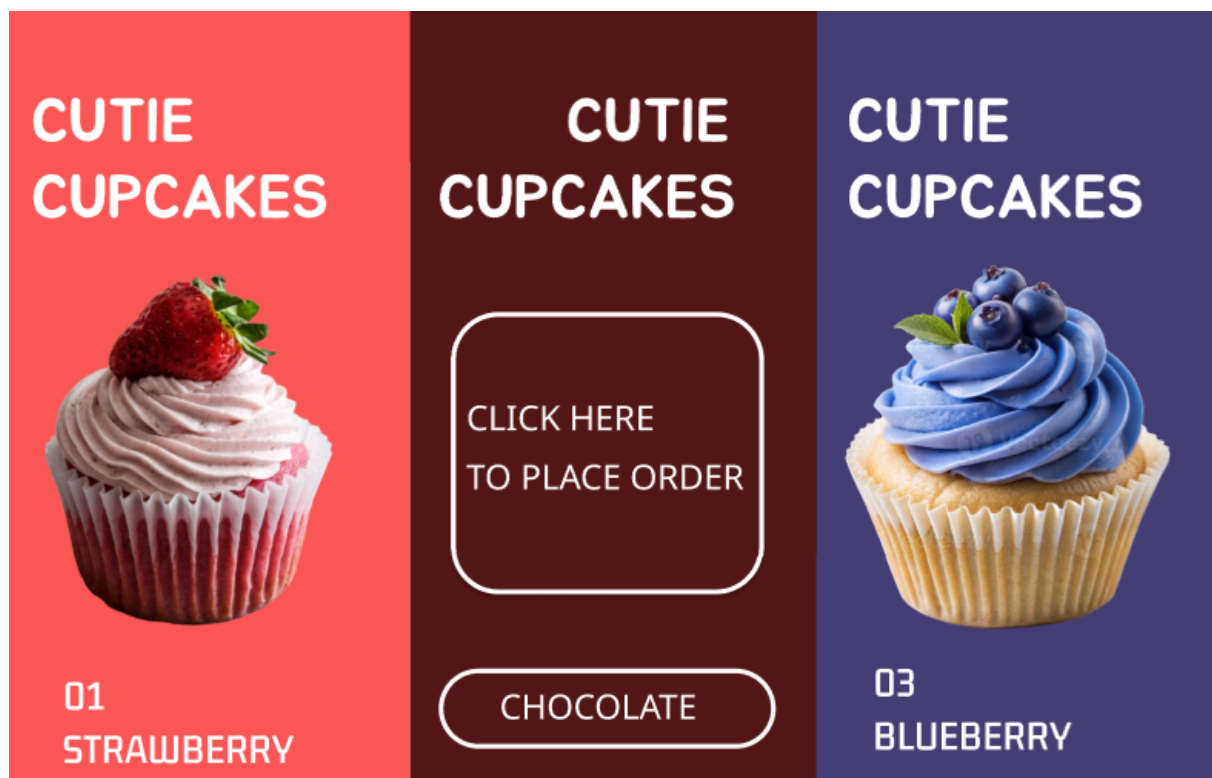 CUTIE
CUPCAKES
01
STRAWBERRY
CUTIE
CUPCAKES
CLICK HERE
TO PLACE ORDER
CHOCOLATE
CUTIE
CUPCAKES
03
BLUEBERRY